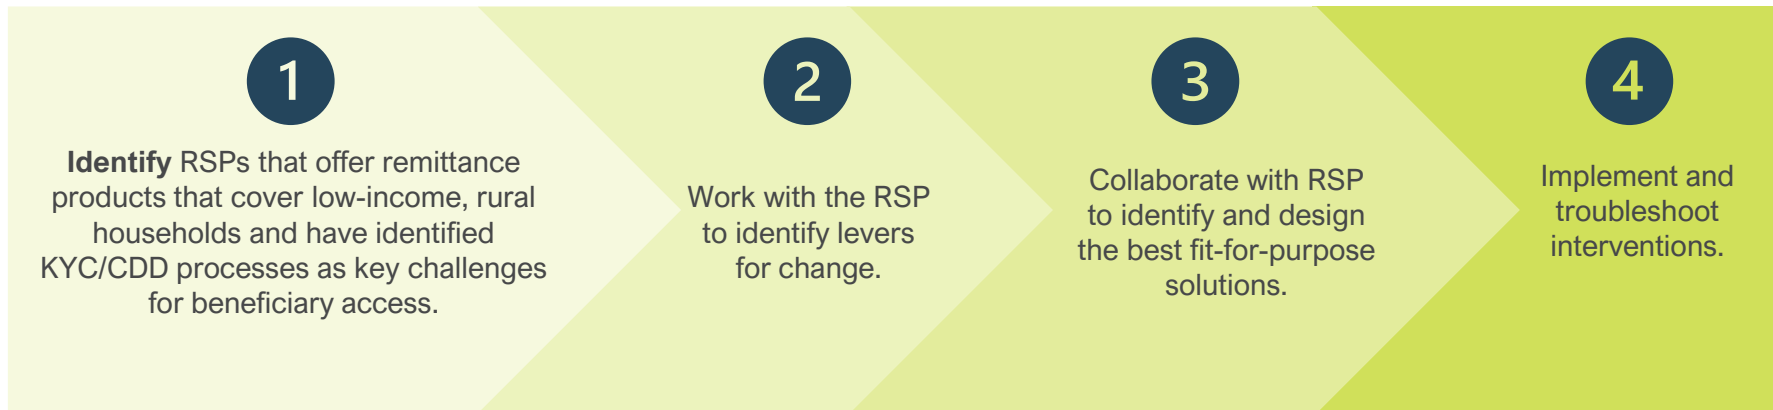 1
Identify RSPs that offer remittance
products that cover low-income, rural
households and have identified
KYC/CDD processes as key challenges
for beneficiary access.
2
Work with the RSP
to identify levers
for change.
3
Collaborate with RSP
to identify and design
the best fit-for-purpose
solutions.
4
Implement and
troubleshoot
interventions.